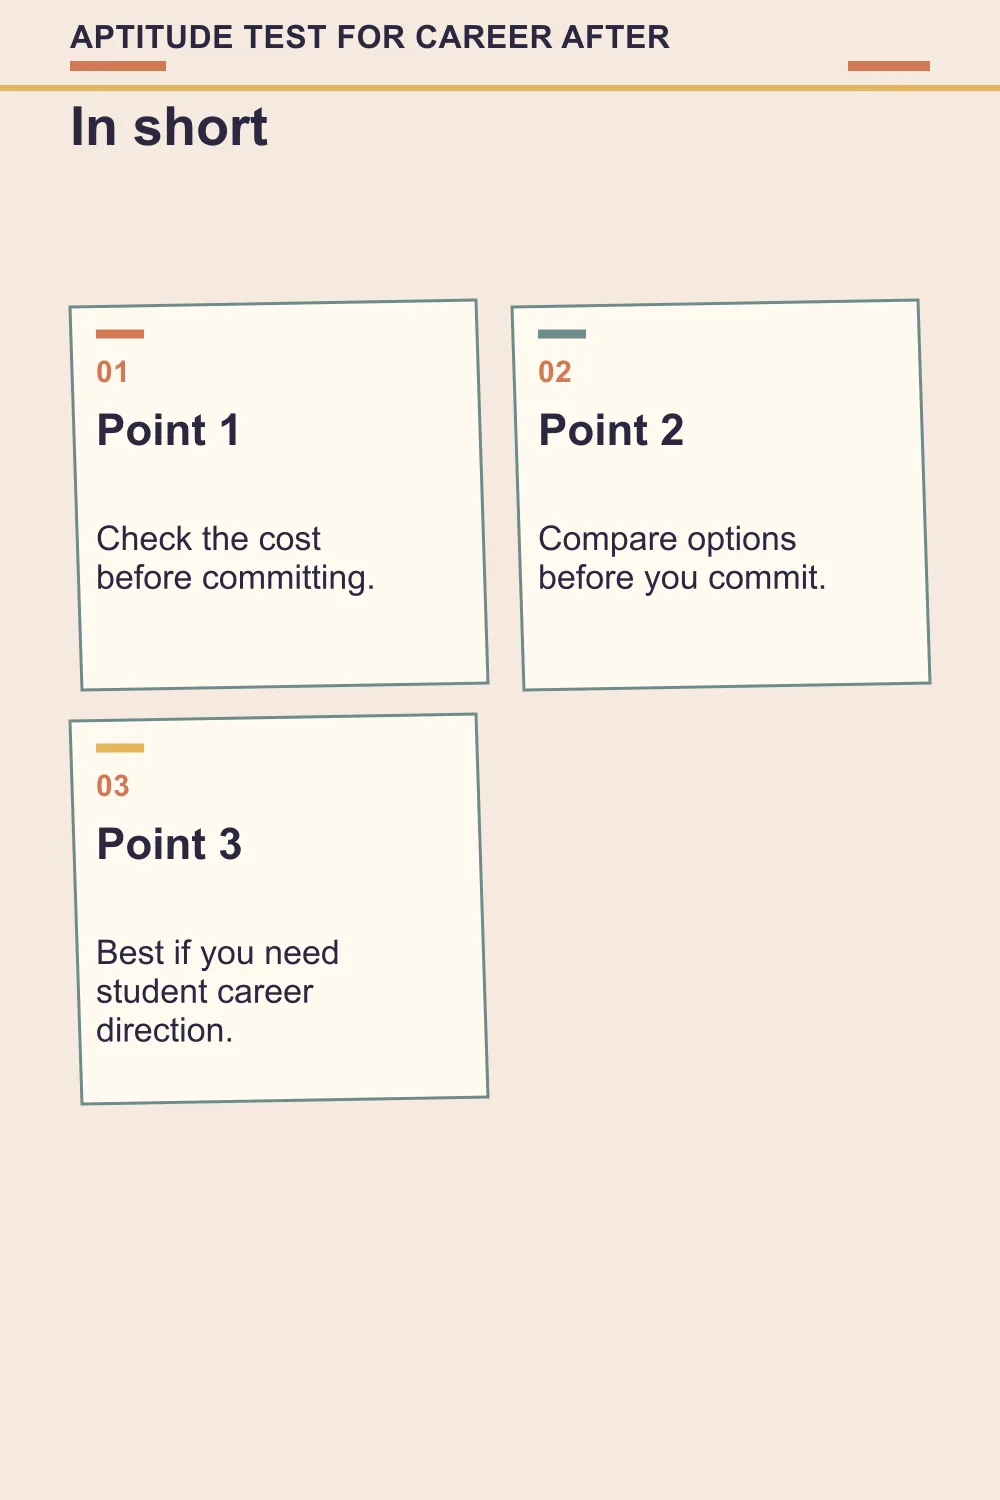 APTITUDE TEST FOR CAREER AFTER
In short
01
Point 1
Check the cost
before committing.
02
Point 2
Compare options
before you commit.
03
Point 3
Best if you need
student career
direction.